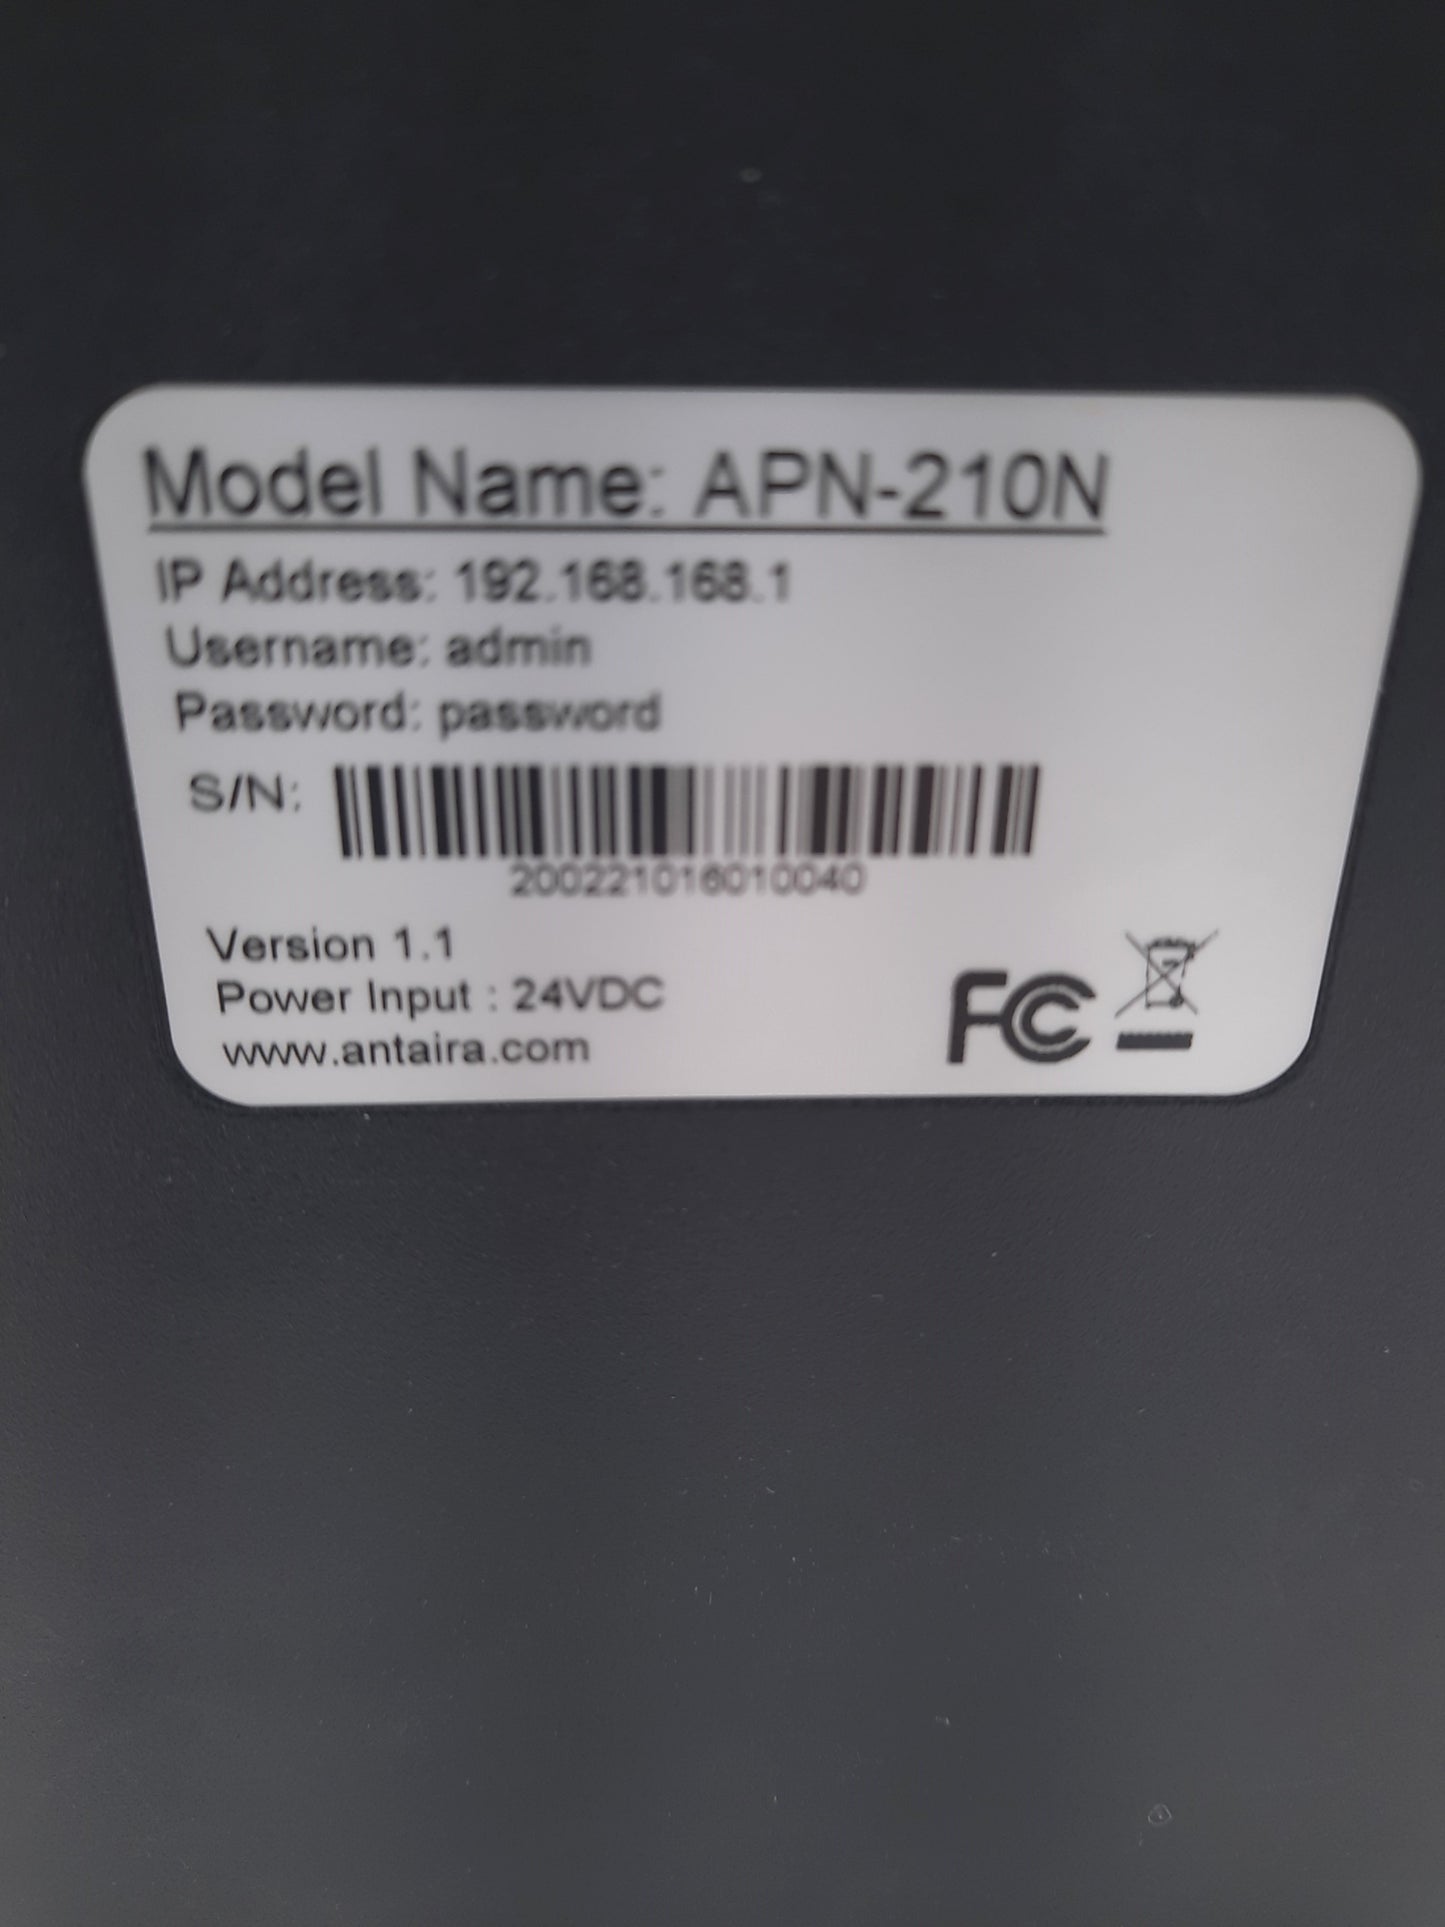 Model Name: APN-210N
IP Address: 192.168.168.1
Username: admin
Password: password
S/N:
200221016010040
Version 1.1
Power Input : 24VDC
www.antaira.com
FC